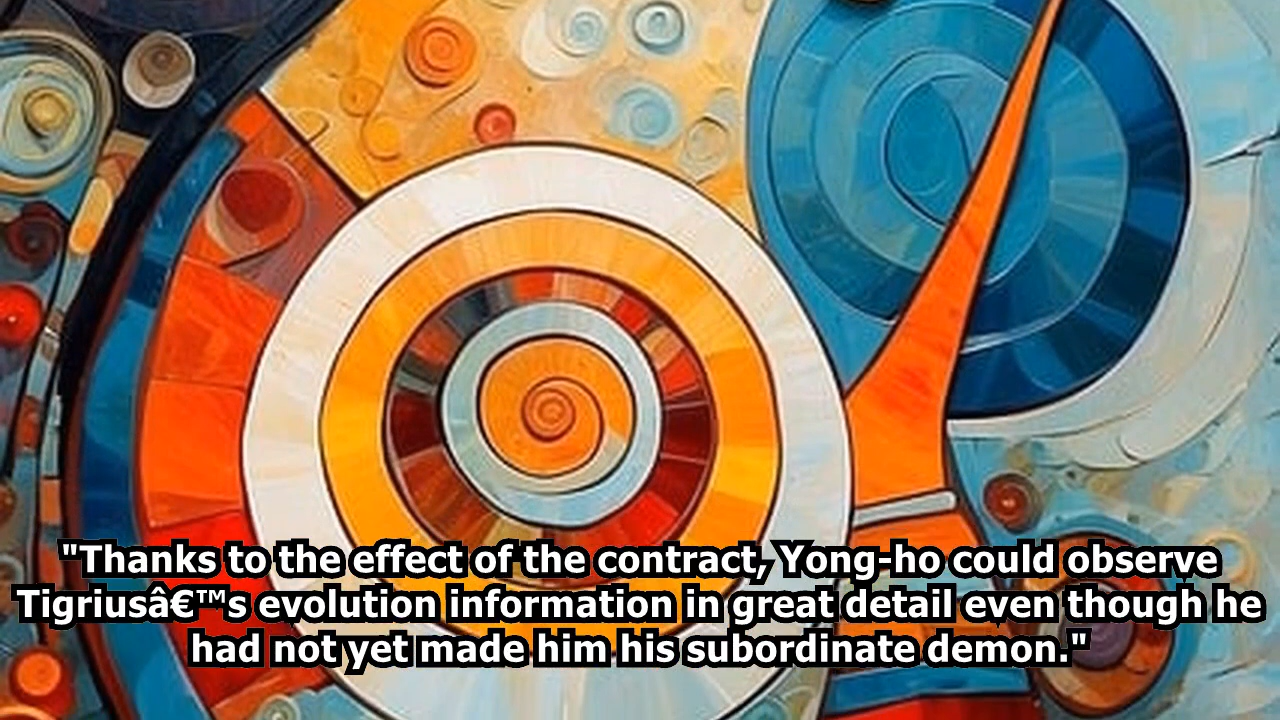 "Thanks to the effect of the contract, Yong-ho could observe
Tigriusâ€™s evolution information in great detail even though he
had not yet made him his subordinate demon."